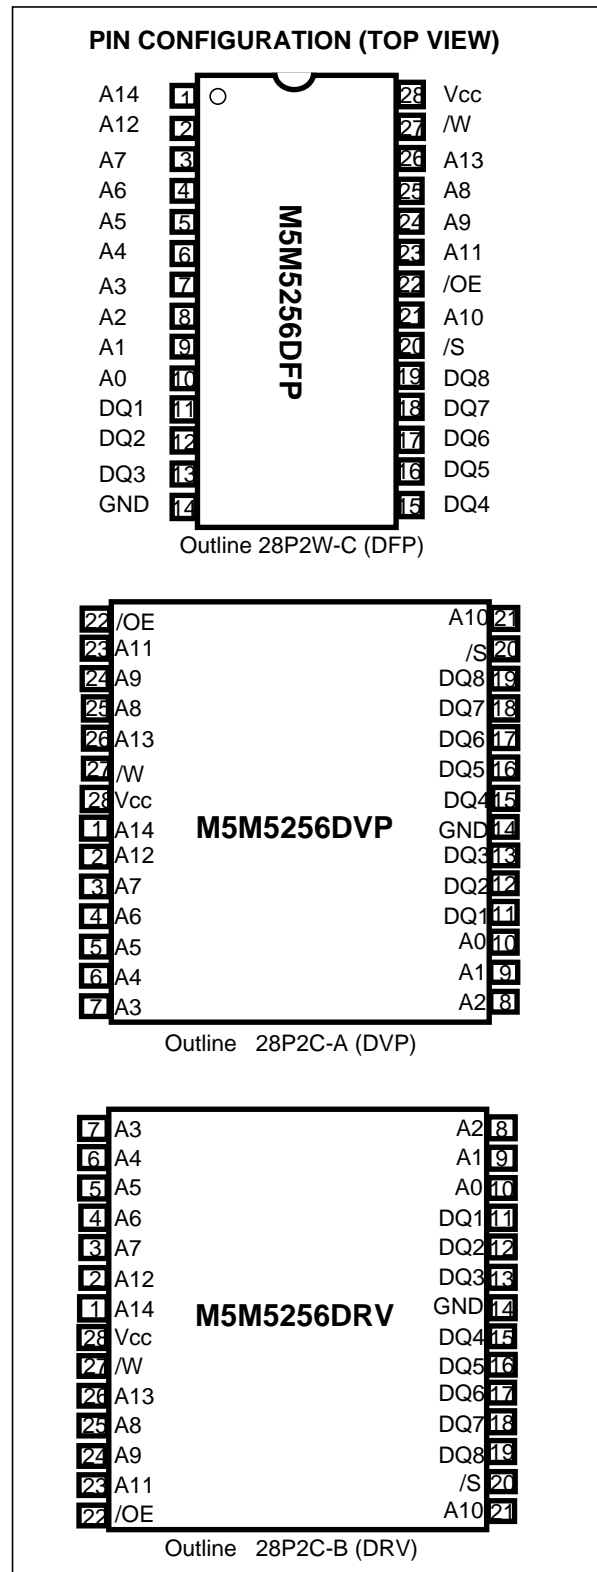 PIN CONFIGURATION (TOP VIEW)
A14 1 28 Vcc
A12 2 27 /W
A7 3 26 A13
A6 4 25 A8
A5 5 24 A9
A4 6 23 A11
A3 7 22 /OE
A2 8 21 A10
A1 9 20 /S
A0 10 19 DQ8
DQ1 11 18 DQ7
DQ2 12 17 DQ6
DQ3 13 16 DQ5
GND 14 15 DQ4
M5M5256DFP
Outline 28P2W-C (DFP)
22 /OE A10 21
23 A11 /S 20
24 A9 DQ8 19
25 A8 DQ7 18
26 A13 DQ6 17
27 /W DQ5 16
28 Vcc DQ4 15
1 A14 M5M5256DVP GND 14
2 A12 DQ3 13
3 A7 DQ2 12
4 A6 DQ1 11
5 A5 A0 10
6 A4 A1 9
7 A3 A2 8
Outline 28P2C-A (DVP)
7 A3 A2 8
6 A4 A1 9
5 A5 A0 10
4 A6 DQ1 11
3 A7 DQ2 12
2 A12 DQ3 13
1 A14 M5M5256DRV GND 14
28 Vcc DQ4 15
27 /W DQ5 16
26 A13 DQ6 17
25 A8 DQ7 18
24 A9 DQ8 19
23 A11 /S 20
22 /OE A10 21
Outline 28P2C-B (DRV)